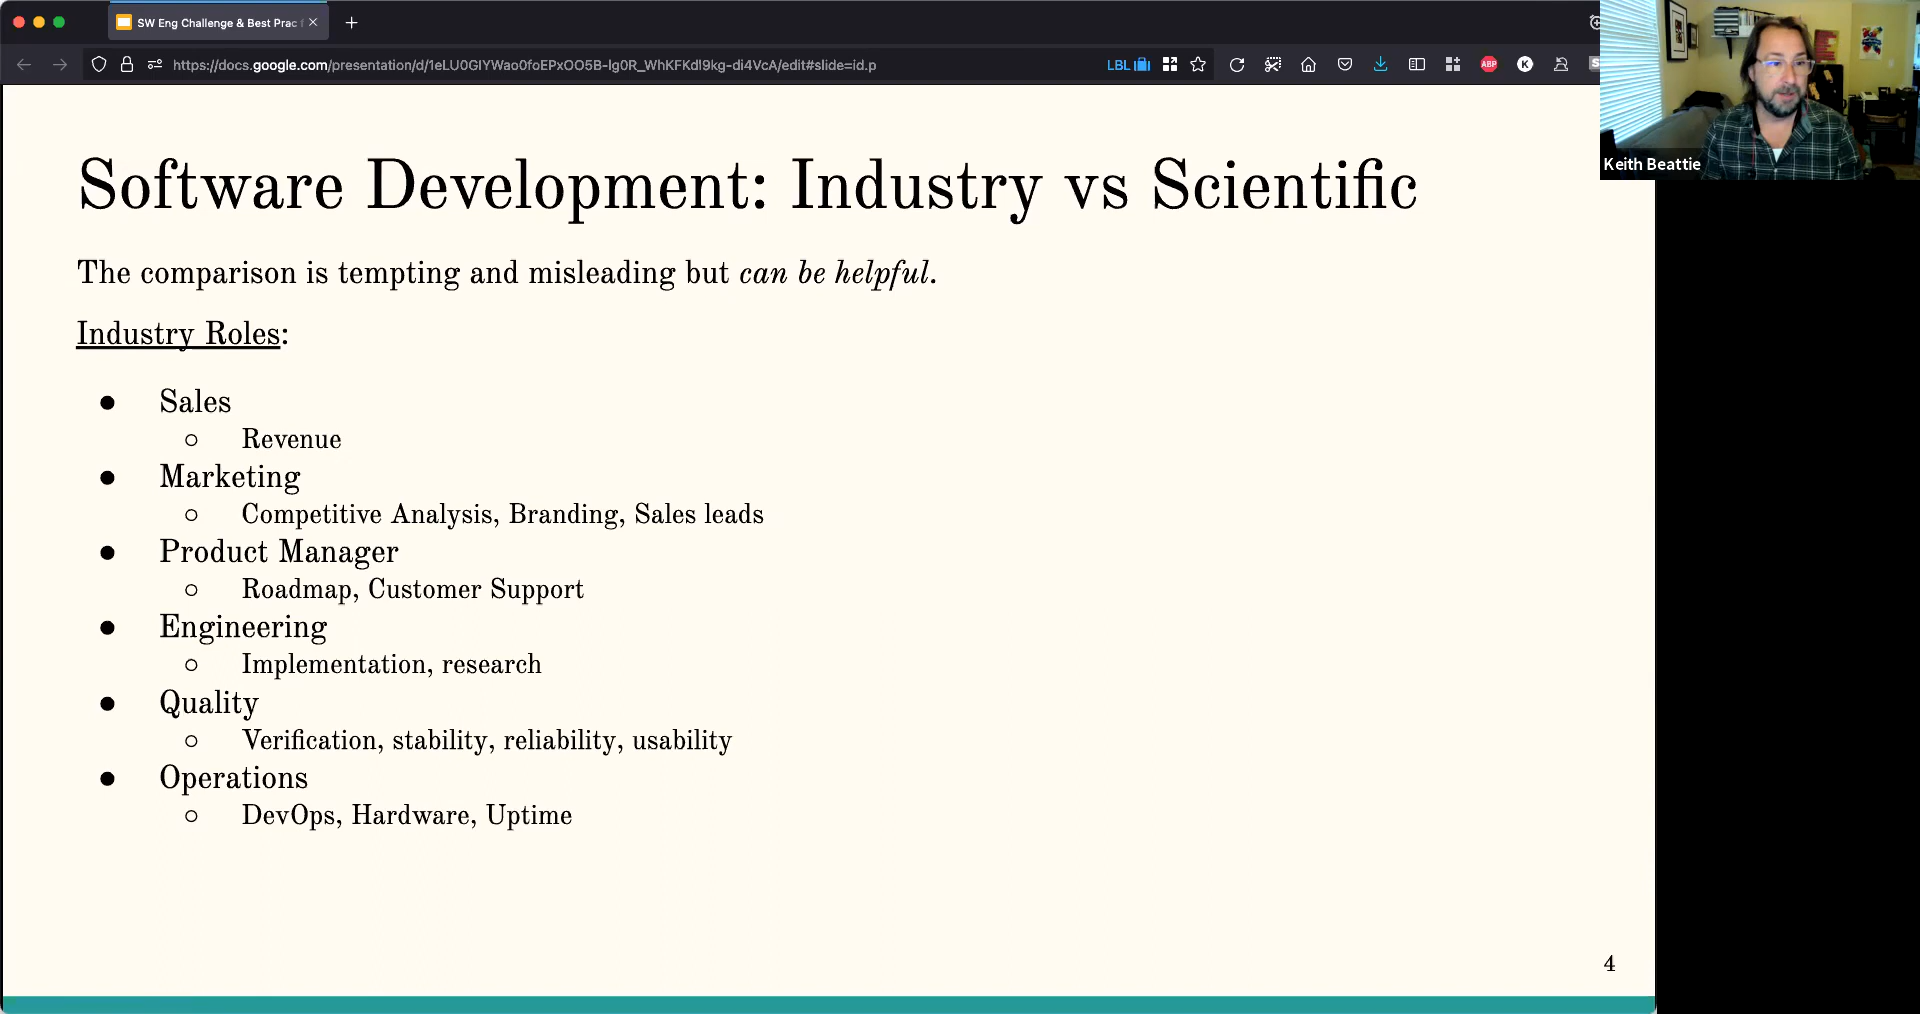 SW Eng Challenge & Best Prac f
https://docs.google.com/presentation/d/1eLU0GIYWao0foEPxOO5B-Ig0R_WhKFKdl9kg-di4VcA/edit#slide=id.p
LBL
ABP
K
S
Keith Beattie
Software Development: Industry vs Scientific
The comparison is tempting and misleading but can be helpful.
Industry Roles:
● Sales
○ Revenue
● Marketing
○ Competitive Analysis, Branding, Sales leads
● Product Manager
○ Roadmap, Customer Support
● Engineering
○ Implementation, research
● Quality
○ Verification, stability, reliability, usability
● Operations
○ DevOps, Hardware, Uptime
4